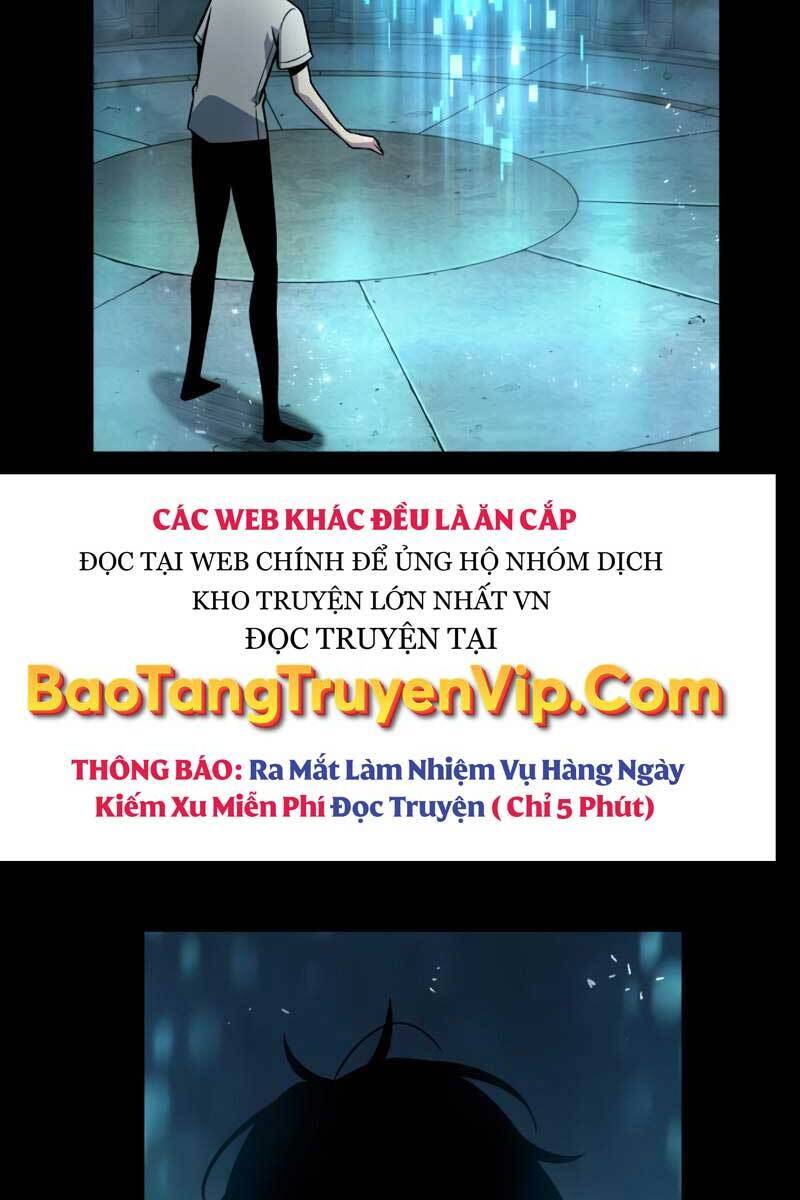 CÁC WEB KHÁC ĐỀU LÀ ĂN CẮP
ĐỌC TẠI WEB CHÍNH ĐỂ ỦNG HỘ NHÓM DỊCH
KHO TRUYỆN LỚN NHẤT VN
ĐỌC TRUYỆN TẠI
BaoTangTruyenVip.Com
THÔNG BÁO: Ra Mắt Làm Nhiệm Vụ Hàng Ngày
Kiếm Xu Miễn Phí Đọc Truyện ( Chỉ 5 Phút)